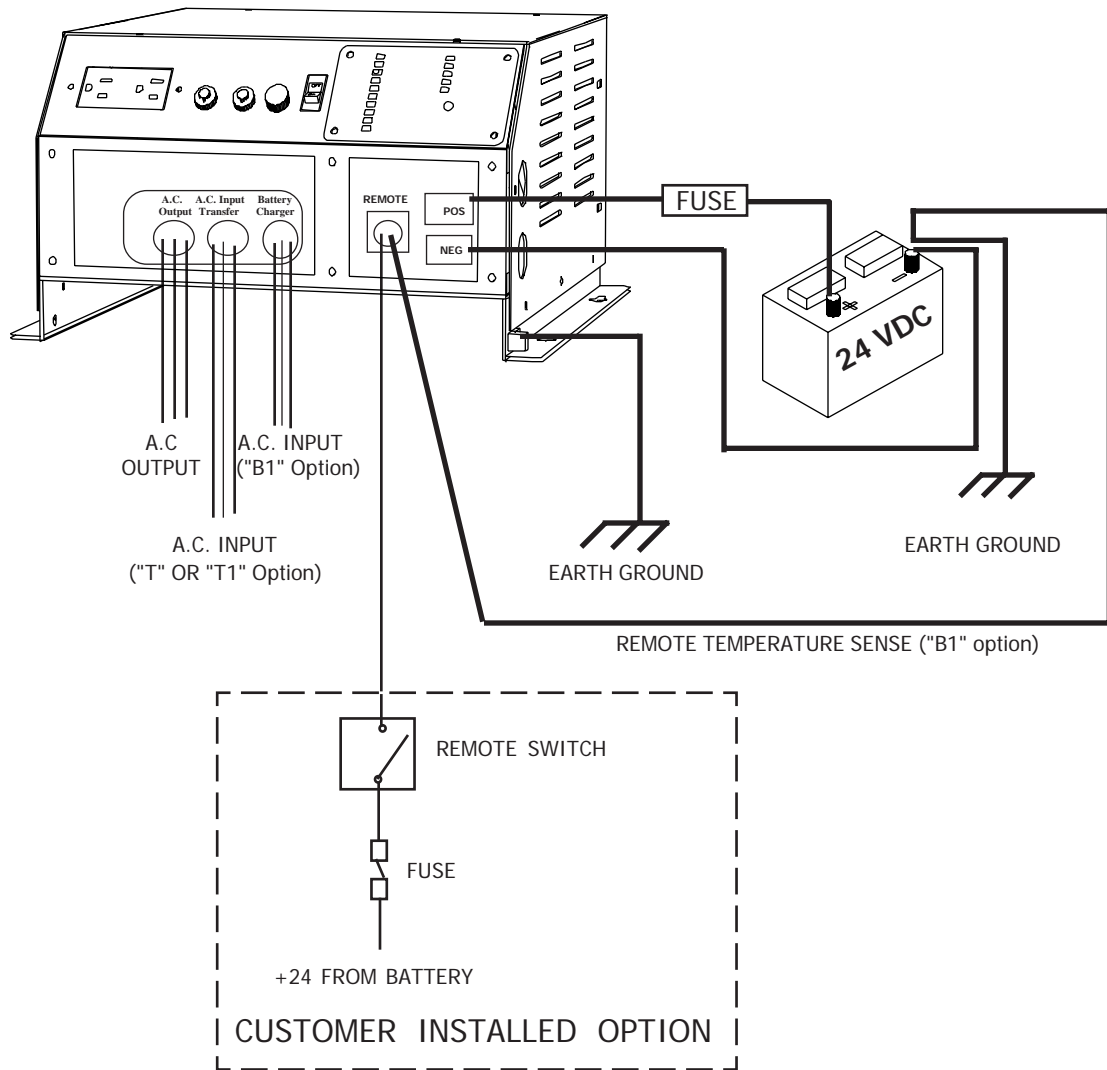 OFF
A.C.
Output
A.C. Input
Transfer
Battery
Charger
REMOTE
POS
NEG
FUSE
+
–
24 VDC
A.C
OUTPUT
A.C. INPUT
("B1" Option)
A.C. INPUT
("T" OR "T1" Option)
EARTH GROUND
EARTH GROUND
REMOTE TEMPERATURE SENSE ("B1" option)
REMOTE SWITCH
FUSE
+24 FROM BATTERY
CUSTOMER INSTALLED OPTION